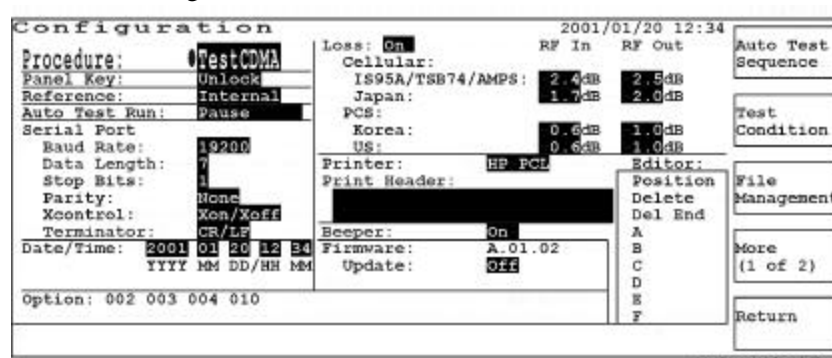 Configuration 2001/01/20 12:34
Procedure: TestCDMA
Panel Key: Unlock
Reference: Internal
Auto Test Run: Pause
Serial Port
Baud Rate: 19200
Data Length: 7
Stop Bits: 1
Parity: None
Xcontrol: Xon/Xoff
Terminator: CR/LF
Date/Time: 2001 01 20 12 34
YYYY MM DD/HH MM
Option: 002 003 004 010
Loss: On RF In RF Out
Cellular:
IS95A/TSB74/AMPS: 2.4dB 2.5dB
Japan: 1.7dB 2.0dB
PCS:
Korea: 0.6dB 1.0dB
US: 0.6dB 1.0dB
Printer: HP PCL
Print Header:
Beeper: On
Firmware: A.01.02
Update: Off
Editor:
Position
Delete
Del End
A
B
C
D
E
F
Auto Test
Sequence
Test
Condition
File
Management
More
(1 of 2)
Return